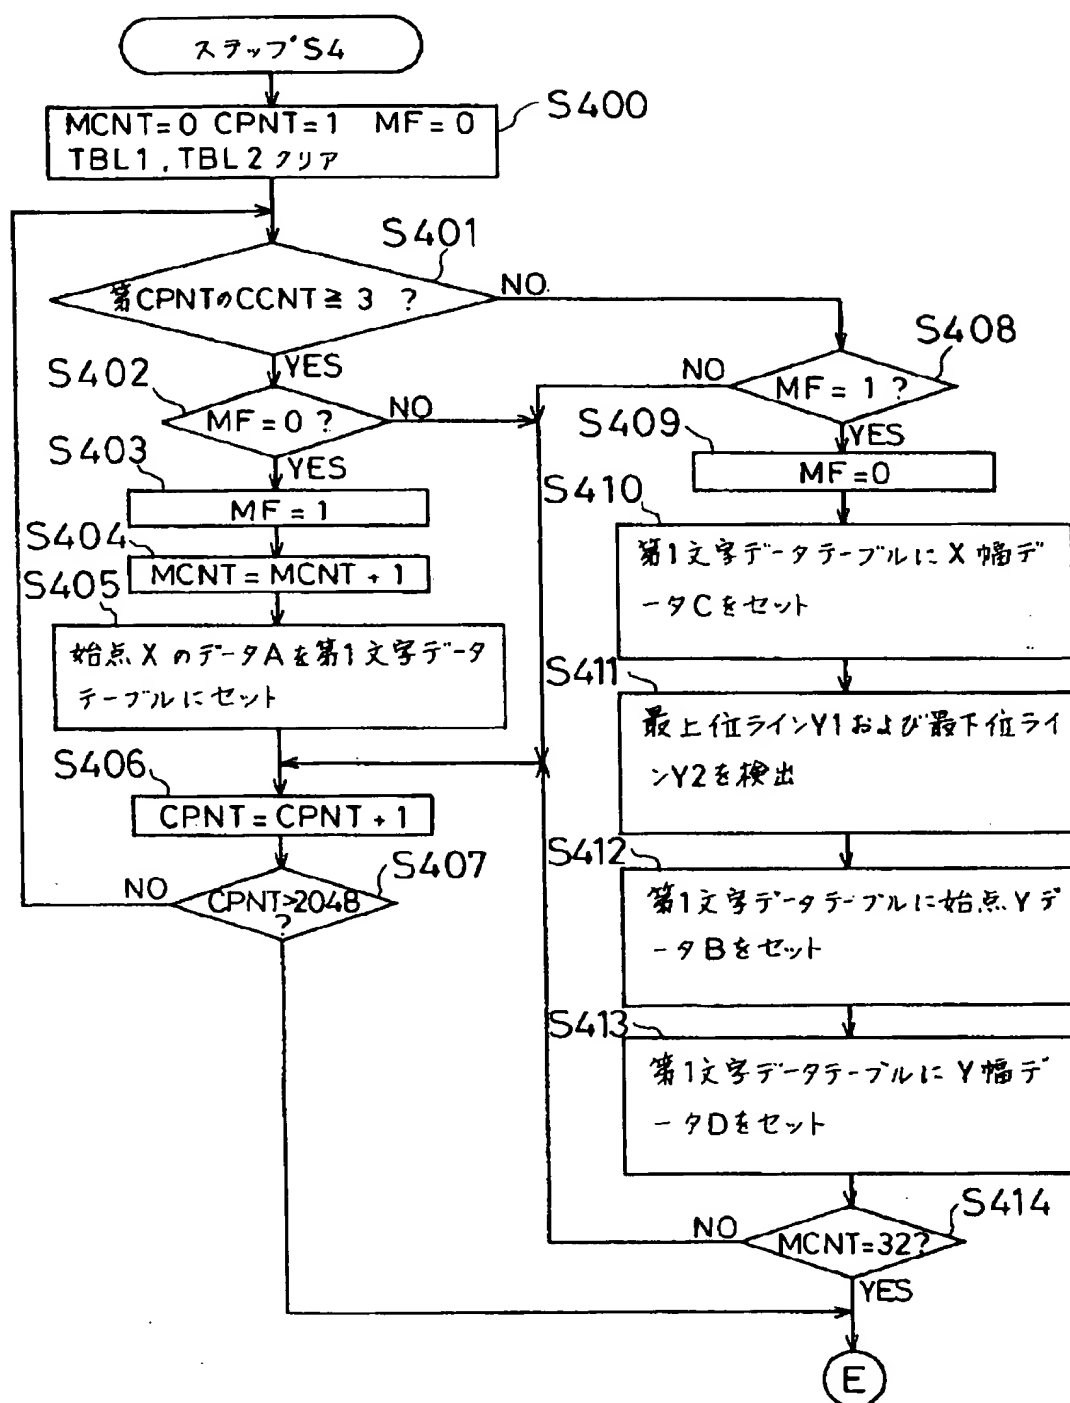 ステップS4
S400
MCNT=0 CPNT=1 MF=0
TBL1, TBL2クリア
S401
第CPNTのCCNT≧3 ?
NO
YES
S402
MF=0?
NO
YES
S403
MF=1
S404
MCNT=MCNT+1
S405
始点XのデータAを第1文字データ
テーブルにセット
S406
CPNT=CPNT+1
S407
CPNT>2048
?
NO
S408
MF=1?
NO
YES
S409
MF=0
S410
第1文字データテーブルにX幅デ
ータCをセット
S411
最上位ラインY1および最下位ライ
ンY2を検出
S412
第1文字データテーブルに始点Yデ
ータBをセット
S413
第1文字データテーブルにY幅デ
ータDをセット
S414
MCNT=32?
NO
YES
E